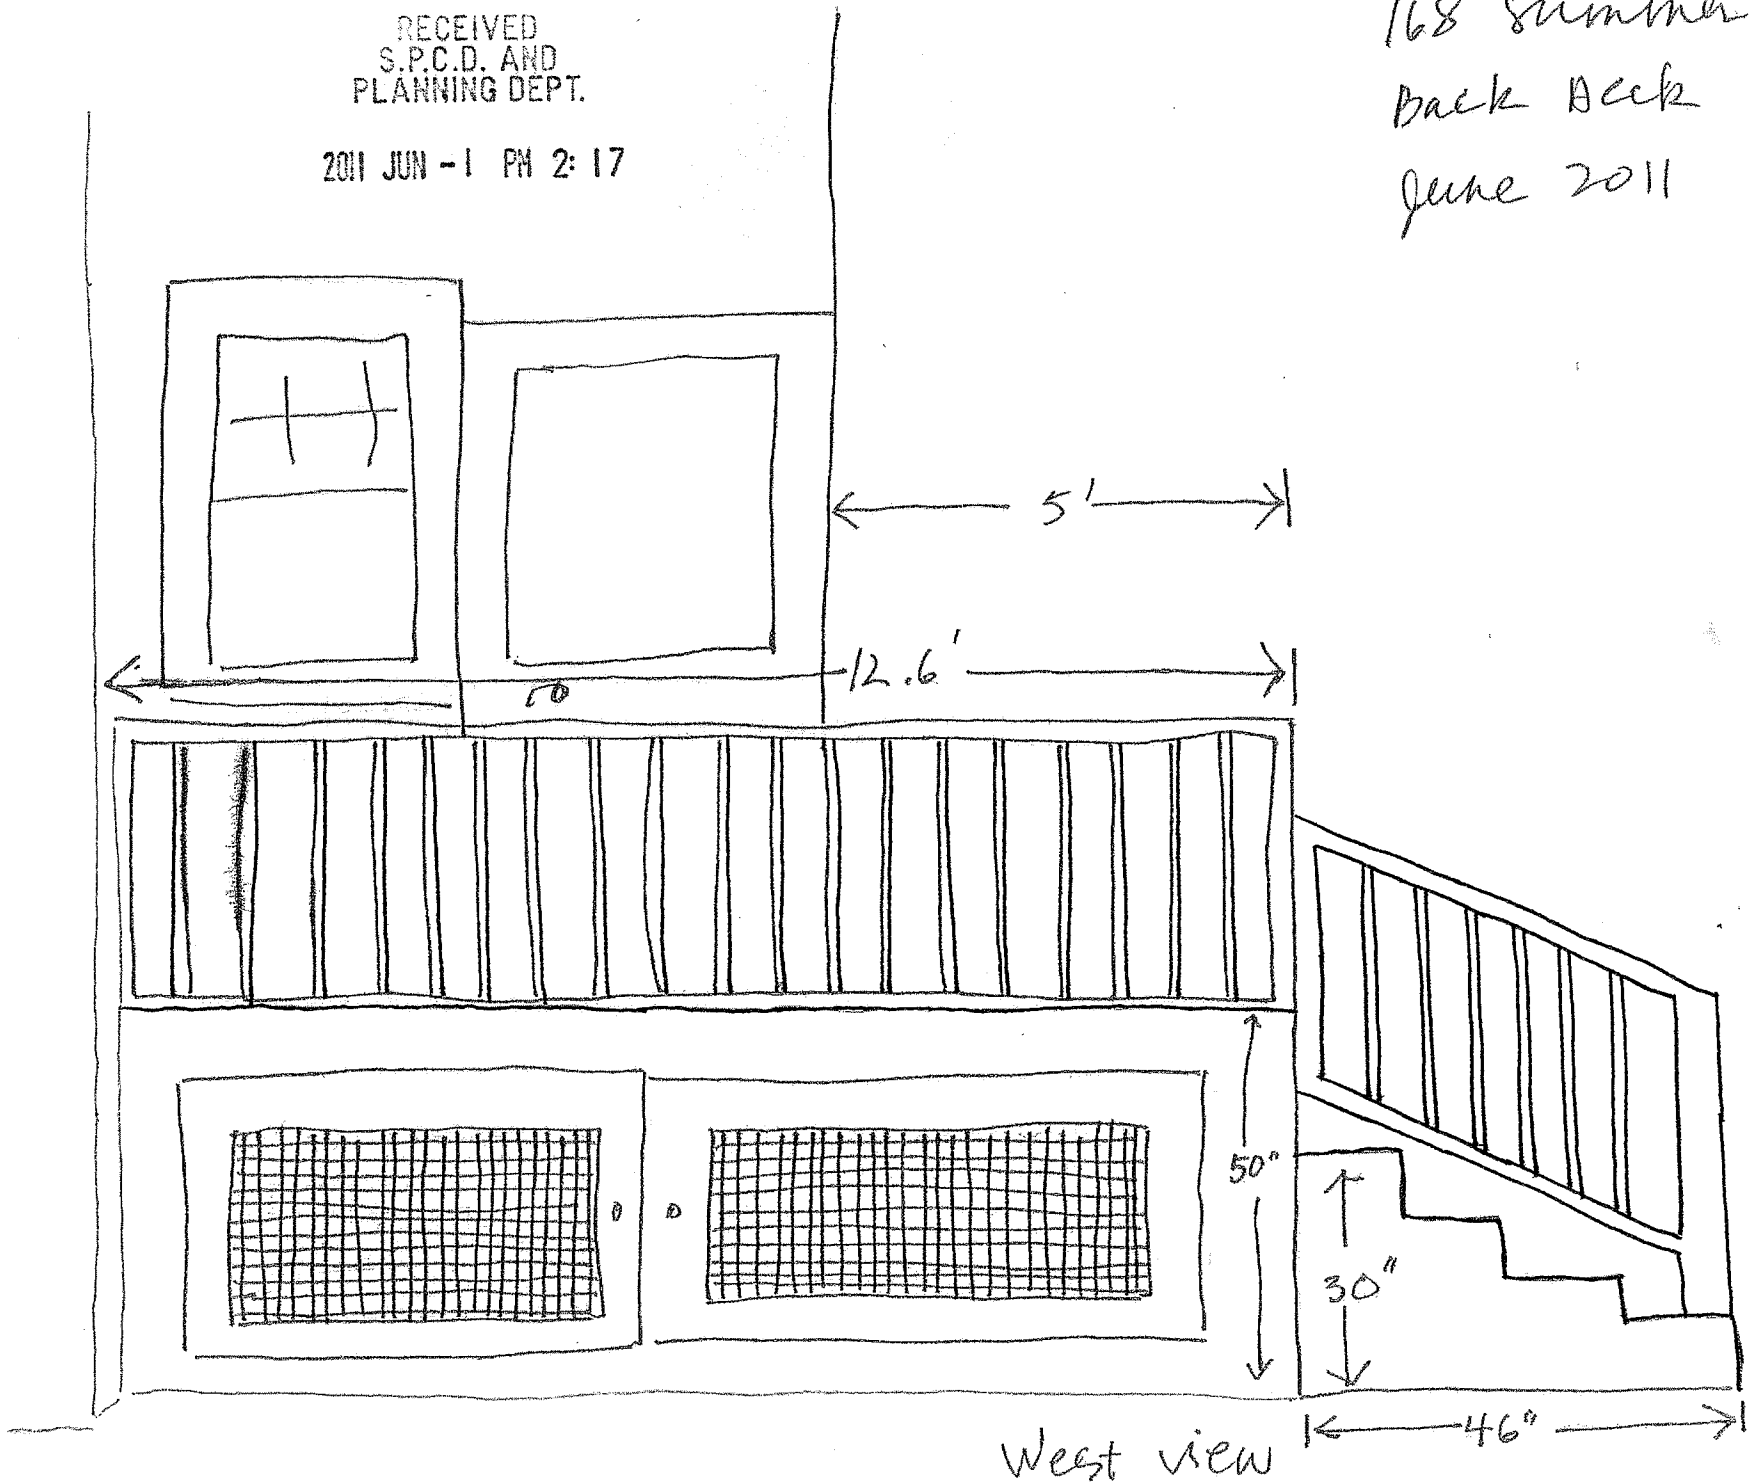 RECEIVED
S.P.C.D. AND
PLANNING DEPT.
2011 JUN -1 PM 2:17
168 Summer
Back Deck
June 2011
5'
12.6'
50"
30"
46"
West view